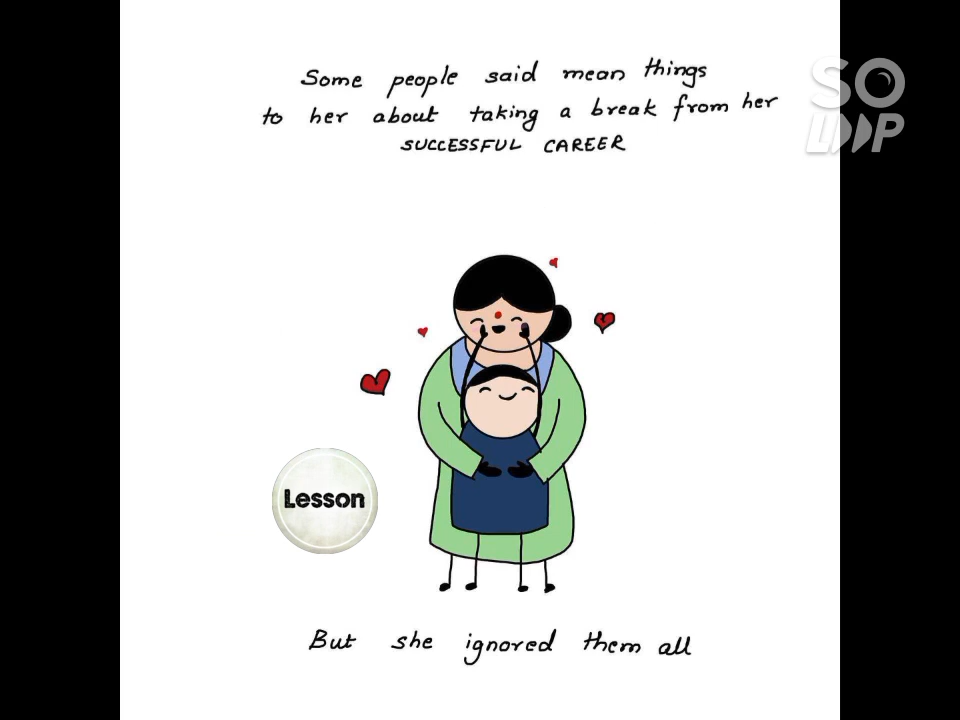 Some people said mean things
to her about taking a break from her
SUCCESSFUL CAREER
SO
LOOP
Lesson
But she ignored them all